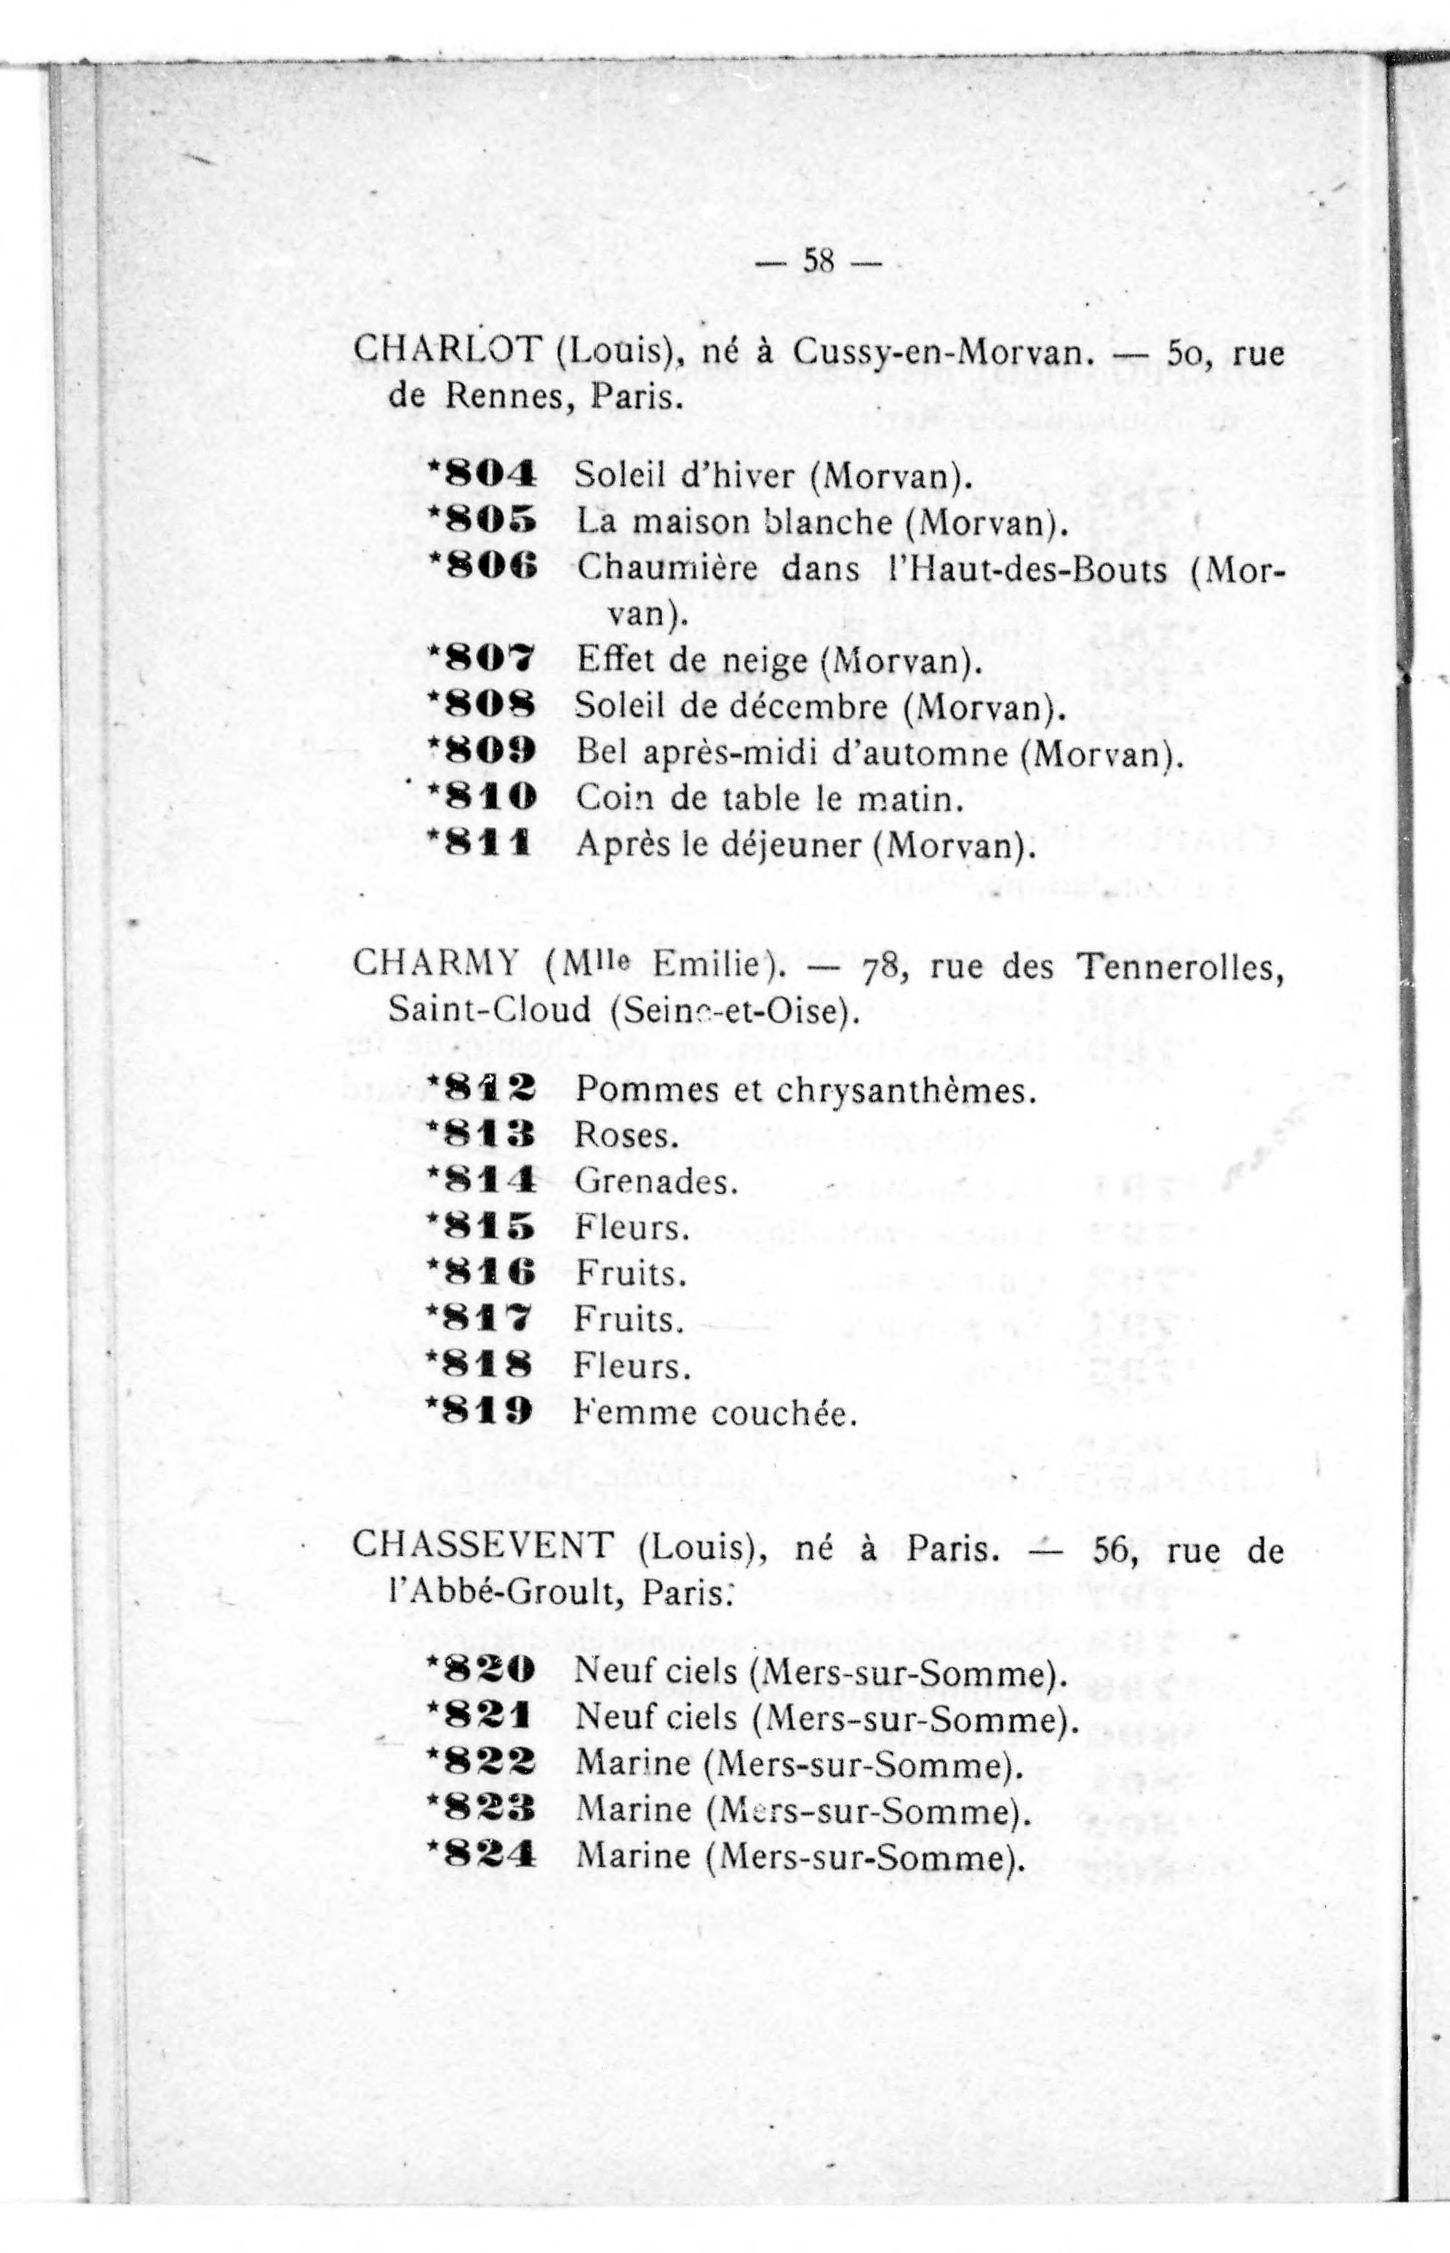 — 58 —
CHARLOT (Louis), né à Cussy-en-Morvan. — 50, rue
de Rennes, Paris.
*804 Soleil d'hiver (Morvan).
*805 La maison blanche (Morvan).
*806 Chaumière dans l'Haut-des-Bouts (Mor-
van).
*807 Effet de neige (Morvan).
*808 Soleil de décembre (Morvan).
*809 Bel après-midi d'automne (Morvan).
*810 Coin de table le matin.
*811 Après le déjeuner (Morvan).
CHARMY (Mlle Emilie). — 78, rue des Tennerolles,
Saint-Cloud (Seine-et-Oise).
*812 Pommes et chrysanthèmes.
*813 Roses.
*814 Grenades.
*815 Fleurs.
*816 Fruits.
*817 Fruits.
*818 Fleurs.
*819 Femme couchée.
CHASSEVENT (Louis), né à Paris. — 56, rue de
l'Abbé-Groult, Paris.
*820 Neuf ciels (Mers-sur-Somme).
*821 Neuf ciels (Mers-sur-Somme).
*822 Marine (Mers-sur-Somme).
*823 Marine (Mers-sur-Somme).
*824 Marine (Mers-sur-Somme).